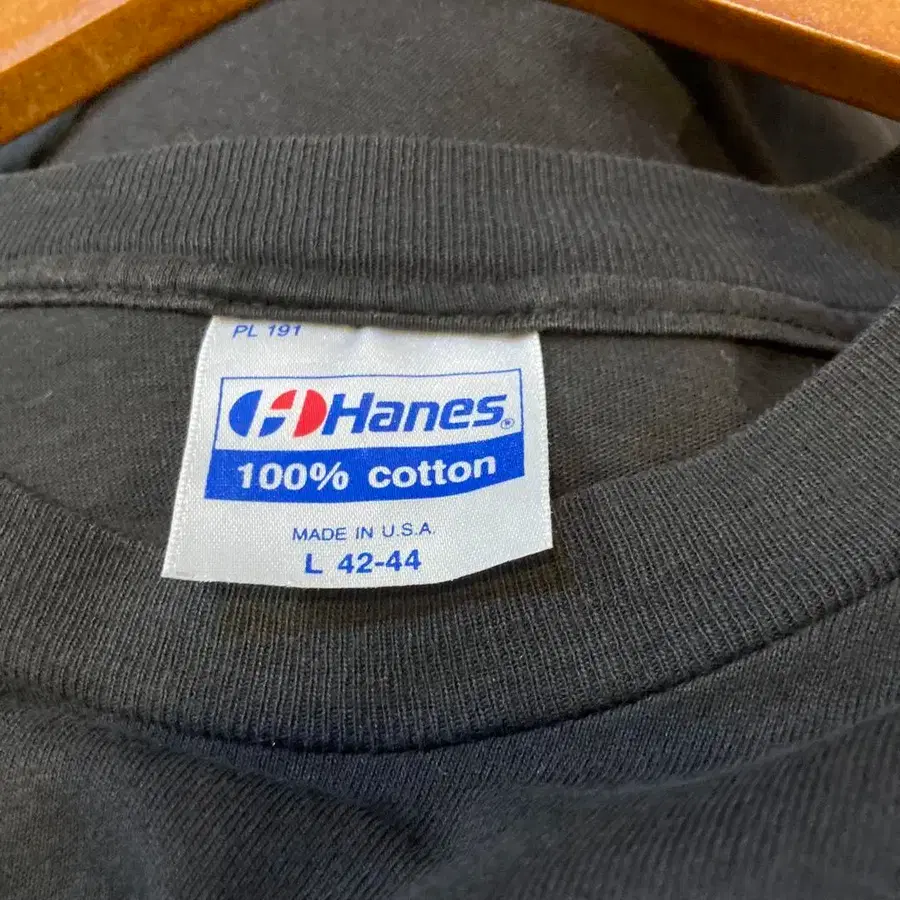 PL 191
Hanes®
100% cotton
MADE IN U.S.A.
L 42-44